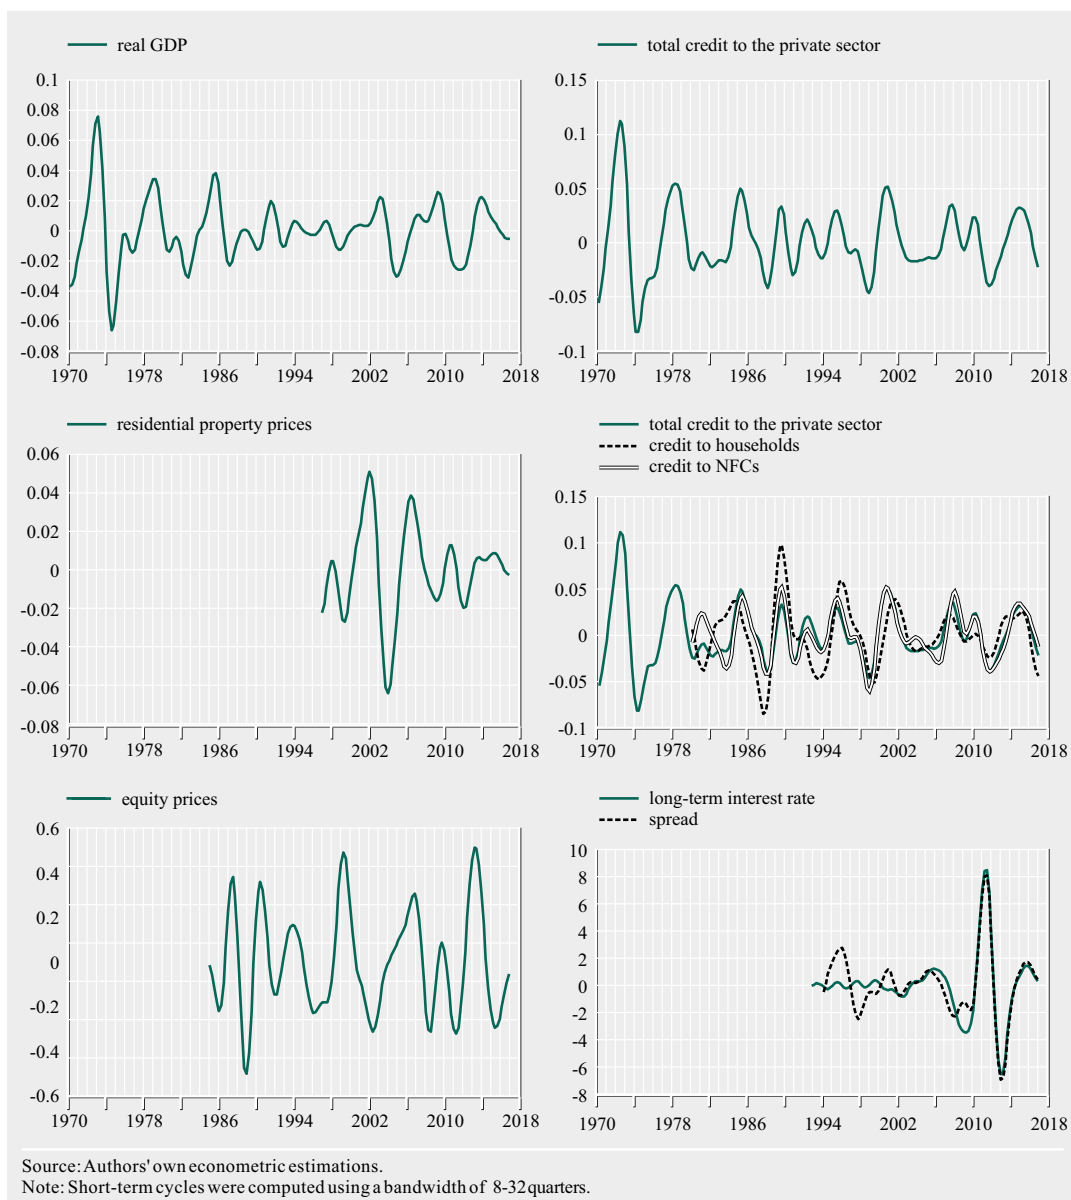 real GDP
0.1
0.08
0.06
0.04
0.02
0
-0.02
-0.04
-0.06
-0.08
1970 1978 1986 1994 2002 2010 2018
total credit to the private sector
0.15
0.1
0.05
0
-0.05
-0.1
1970 1978 1986 1994 2002 2010 2018
residential property prices
0.06
0.04
0.02
0
-0.02
-0.04
-0.06
-0.08
1970 1978 1986 1994 2002 2010 2018
total credit to the private sector
credit to households
credit to NFCs
0.15
0.1
0.05
0
-0.05
-0.1
1970 1978 1986 1994 2002 2010 2018
equity prices
0.6
0.4
0.2
0
-0.2
-0.4
-0.6
1970 1978 1986 1994 2002 2010 2018
long-term interest rate
spread
10
8
6
4
2
0
-2
-4
-6
-8
1970 1978 1986 1994 2002 2010 2018
Source: Authors' own econometric estimations.
Note: Short-term cycles were computed using a bandwidth of 8-32 quarters.